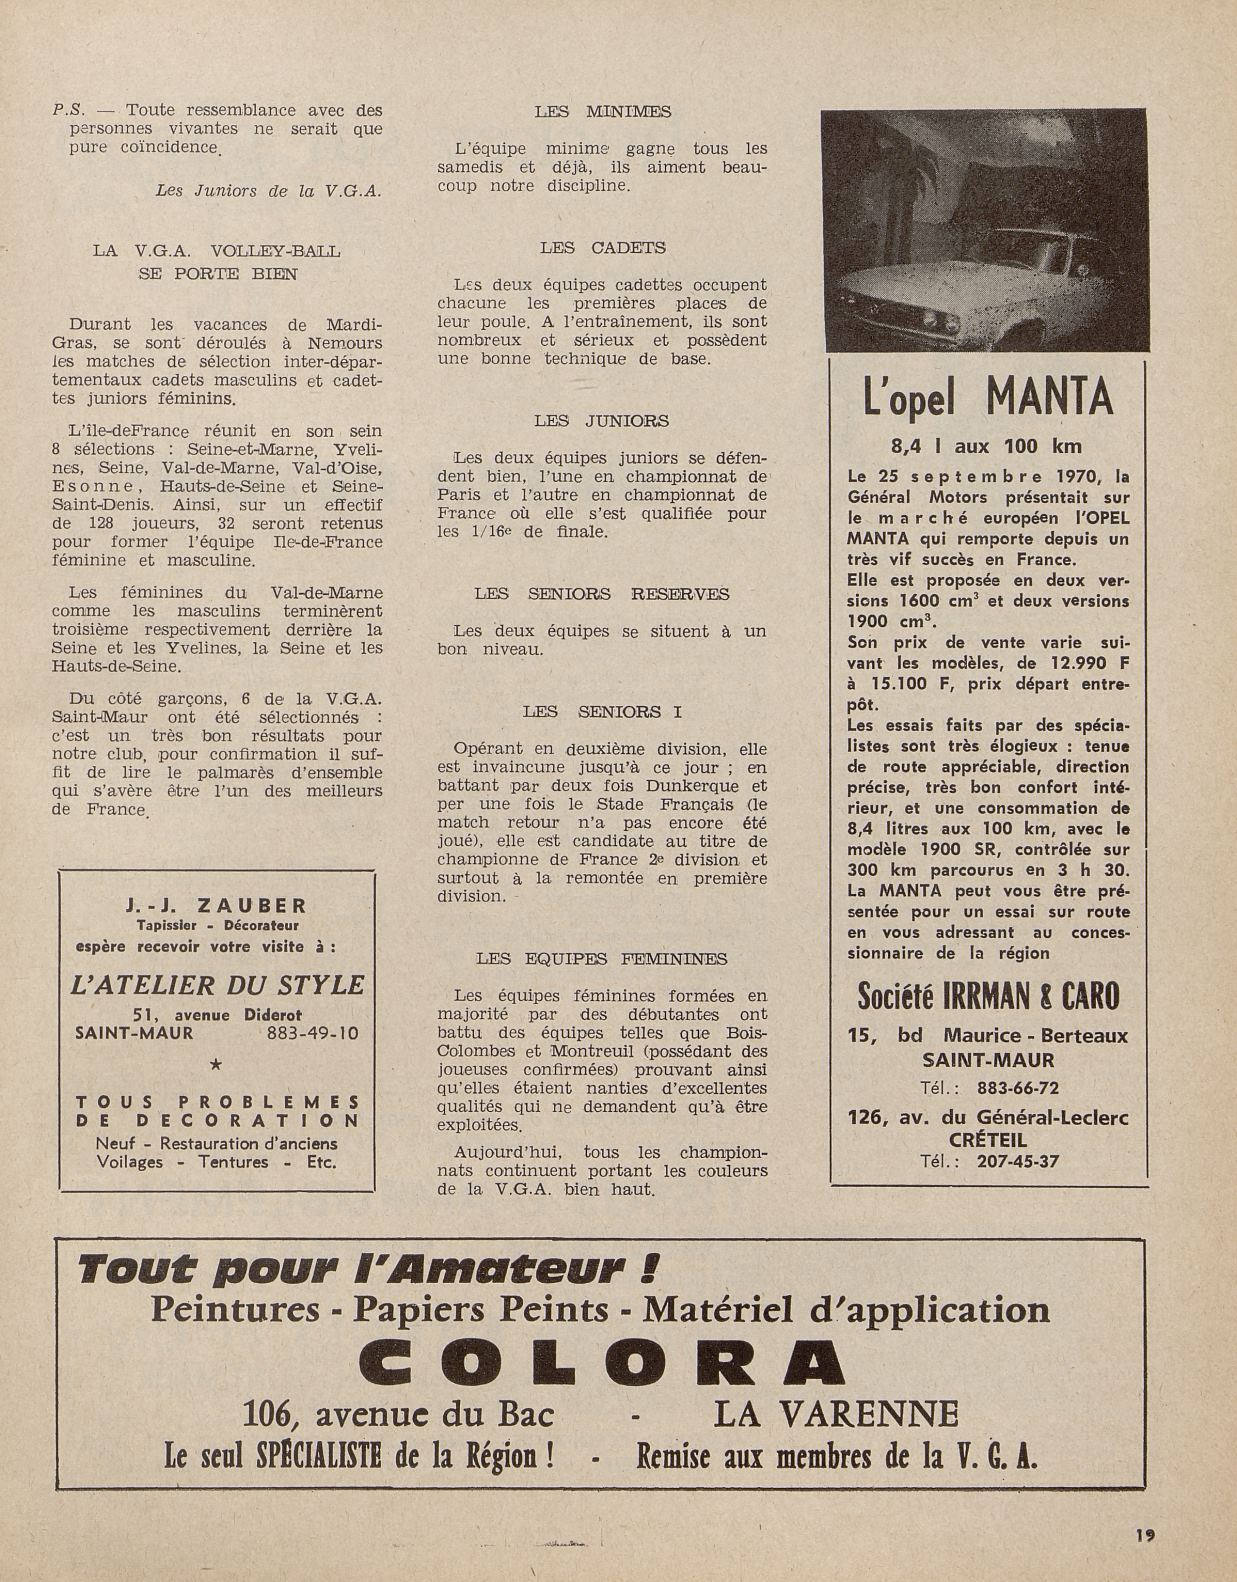 P.S. — Toute ressemblance avec des
personnes vivantes ne serait que
pure coïncidence.
Les Juniors de la V.G.A.
LA V.G.A. VOLLEY-BALL
SE PORTE BIEN
Durant les vacances de Mardi-
Gras, se sont déroulés à Nemours
les matches de sélection inter-dépar-
tementaux cadets masculins et cadet-
tes juniors féminins.
L'île-deFrance réunit en son sein
8 sélections : Seine-et-Marne, Yveli-
nes, Seine, Val-de-Marne, Val-d'Oise,
Esonne, Hauts-de-Seine et Seine-
Saint-Denis. Ainsi, sur un effectif
de 128 joueurs, 32 seront retenus
pour former l'équipe Ile-de-France
féminine et masculine.
Les féminines du Val-de-Marne
comme les masculins terminèrent
troisième respectivement derrière la
Seine et les Yvelines, la Seine et les
Hauts-de-Seine.
Du côté garçons, 6 de la V.G.A.
Saint-Maur ont été sélectionnés :
c'est un très bon résultats pour
notre club, pour confirmation il suf-
fit de lire le palmarès d'ensemble
qui s'avère être l'un des meilleurs
de France.
J.-J. ZAUBER
Tapissier - Décorateur
espère recevoir votre visite à :
L'ATELIER DU STYLE
51, avenue Diderot
SAINT-MAUR 883-49-10
★
TOUS PROBLEMES
DE DECORATION
Neuf - Restauration d'anciens
Voilages - Tentures - Etc.
LES MINIMES
L'équipe minime gagne tous les
samedis et déjà, ils aiment beau-
coup notre discipline.
LES CADETS
Les deux équipes cadettes occupent
chacune les premières places de
leur poule. A l'entraînement, ils sont
nombreux et sérieux et possèdent
une bonne technique de base.
LES JUNIORS
Les deux équipes juniors se défen-
dent bien, l'une en championnat de
Paris et l'autre en championnat de
France où elle s'est qualifiée pour
les 1/16e de finale.
LES SENIORS RESERVES
Les deux équipes se situent à un
bon niveau.
LES SENIORS I
Opérant en deuxième division, elle
est invaincune jusqu'à ce jour ; en
battant par deux fois Dunkerque et
per une fois le Stade Français (le
match retour n'a pas encore été
joué), elle est candidate au titre de
championne de France 2e division et
surtout à la remontée en première
division.
LES EQUIPES FEMININES
Les équipes féminines formées en
majorité par des débutantes ont
battu des équipes telles que Bois-
Colombes et Montreuil (possédant des
joueuses confirmées) prouvant ainsi
qu'elles étaient nanties d'excellentes
qualités qui ne demandent qu'à être
exploitées.
Aujourd'hui, tous les champion-
nats continuent portant les couleurs
de la V.G.A. bien haut.
L'opel MANTA
8,4 l aux 100 km
Le 25 septembre 1970, la
Général Motors présentait sur
le marché européen l'OPEL
MANTA qui remporte depuis un
très vif succès en France.
Elle est proposée en deux ver-
sions 1600 cm³ et deux versions
1900 cm³.
Son prix de vente varie sui-
vant les modèles, de 12.990 F
à 15.100 F, prix départ entre-
pôt.
Les essais faits par des spécia-
listes sont très élogieux : tenue
de route appréciable, direction
précise, très bon confort inté-
rieur, et une consommation de
8,4 litres aux 100 km, avec le
modèle 1900 SR, contrôlée sur
300 km parcourus en 3 h 30.
La MANTA peut vous être pré-
sentée pour un essai sur route
en vous adressant au conces-
sionnaire de la région
Société IRRMAN & CARO
15, bd Maurice - Berteaux
SAINT-MAUR
Tél. : 883-66-72
126, av. du Général-Leclerc
CRÉTEIL
Tél. : 207-45-37
Tout pour l'Amateur !
Peintures - Papiers Peints - Matériel d'application
COLORA
106, avenue du Bac - LA VARENNE
Le seul SPÉCIALISTE de la Région ! - Remise aux membres de la V. G. A.
19